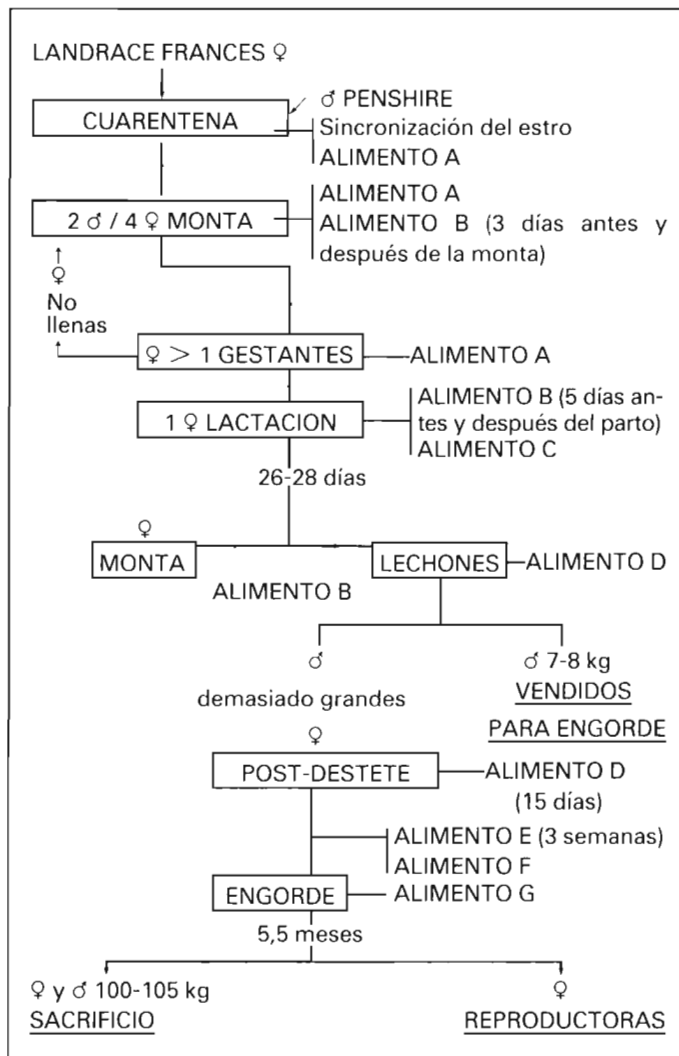 LANDRACE FRANCES ♀
♂ PENSHIRE
CUARENTENA
Sincronización del estro
ALIMENTO A
2 ♂ / 4 ♀ MONTA
ALIMENTO A
ALIMENTO B (3 días antes y
después de la monta)
♀
No
llenas
♀ > 1 GESTANTES
ALIMENTO A
1 ♀ LACTACION
ALIMENTO B (5 días an-
tes y después del parto)
ALIMENTO C
26-28 días
♀
MONTA
ALIMENTO B
LECHONES
ALIMENTO D
♂
demasiado grandes
♂ 7-8 kg
VENDIDOS
PARA ENGORDE
♀
POST-DESTETE
ALIMENTO D
(15 días)
ALIMENTO E (3 semanas)
ALIMENTO F
ENGORDE
ALIMENTO G
5,5 meses
♀ y ♂ 100-105 kg
SACRIFICIO
♀
REPRODUCTORAS